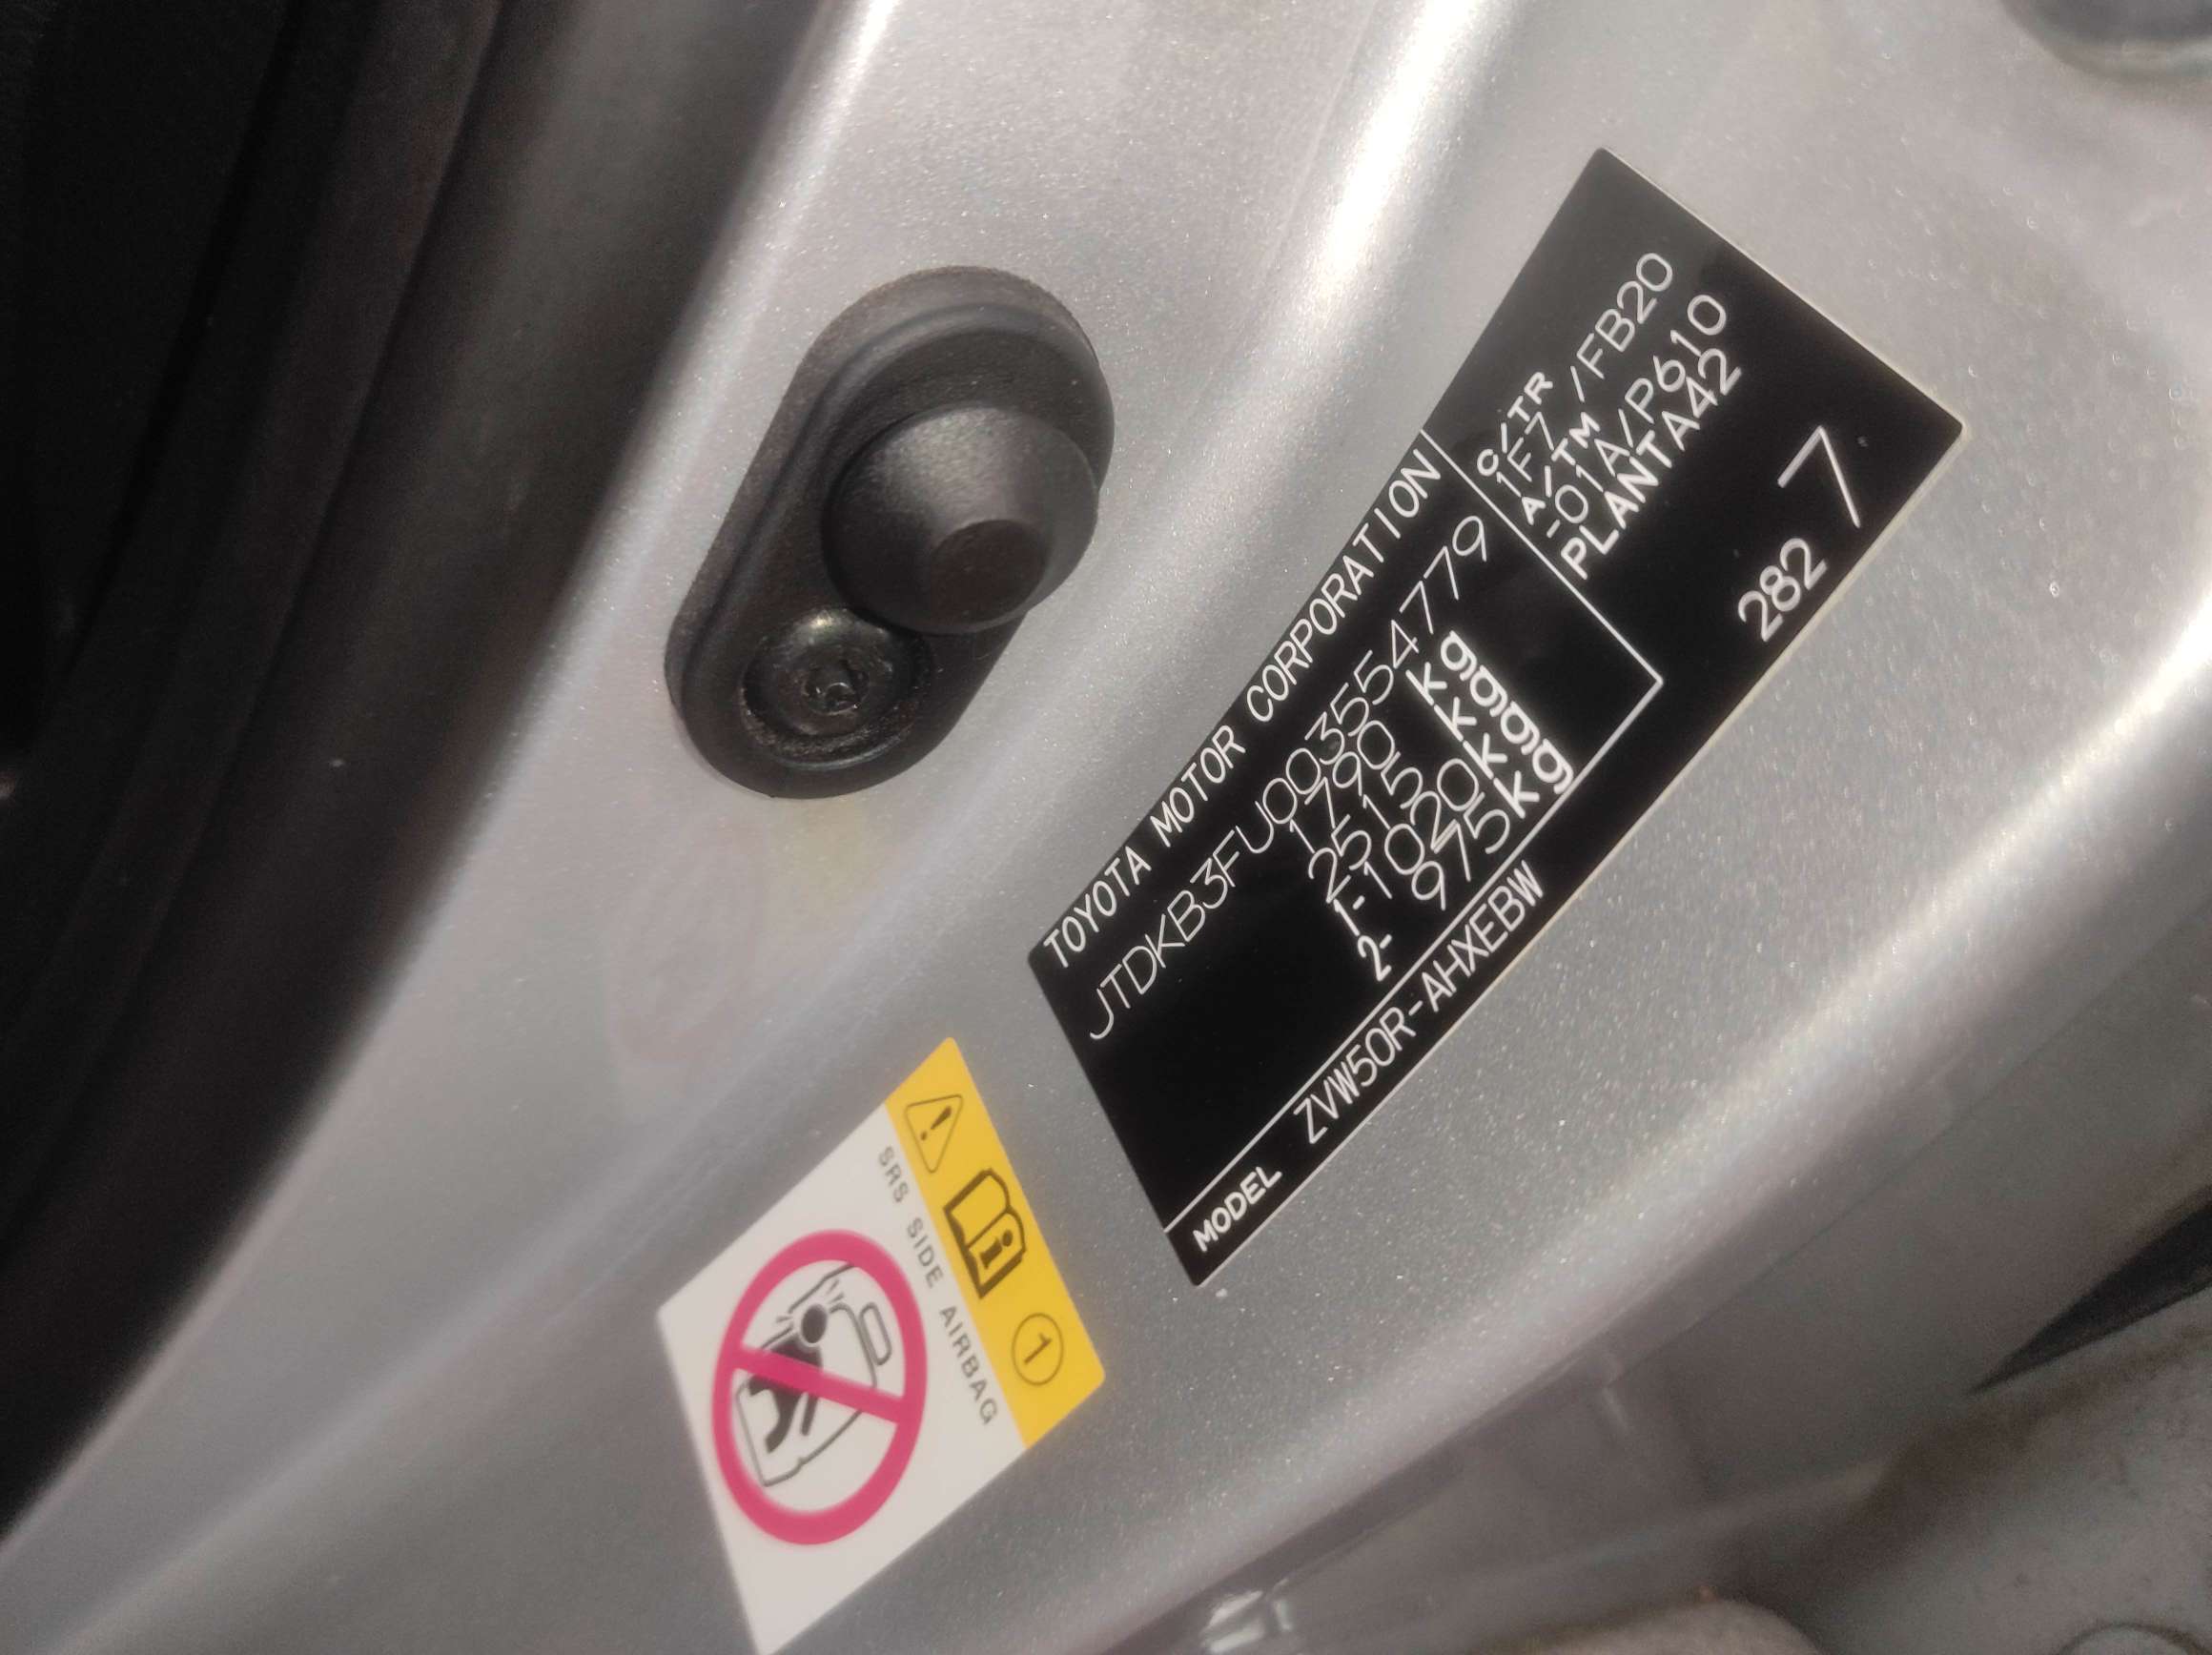 TOYOTA MOTOR CORPORATION
JTDKB3FU003554779
1790 kg
2515 kg
1- 1020 kg
2- 975 kg
C/TR
1F7 /FB20
A/TM
-01A/P610
PLANTA42
282 7
MODEL ZVW50R-AHXEBW
1
SRS SIDE AIRBAG